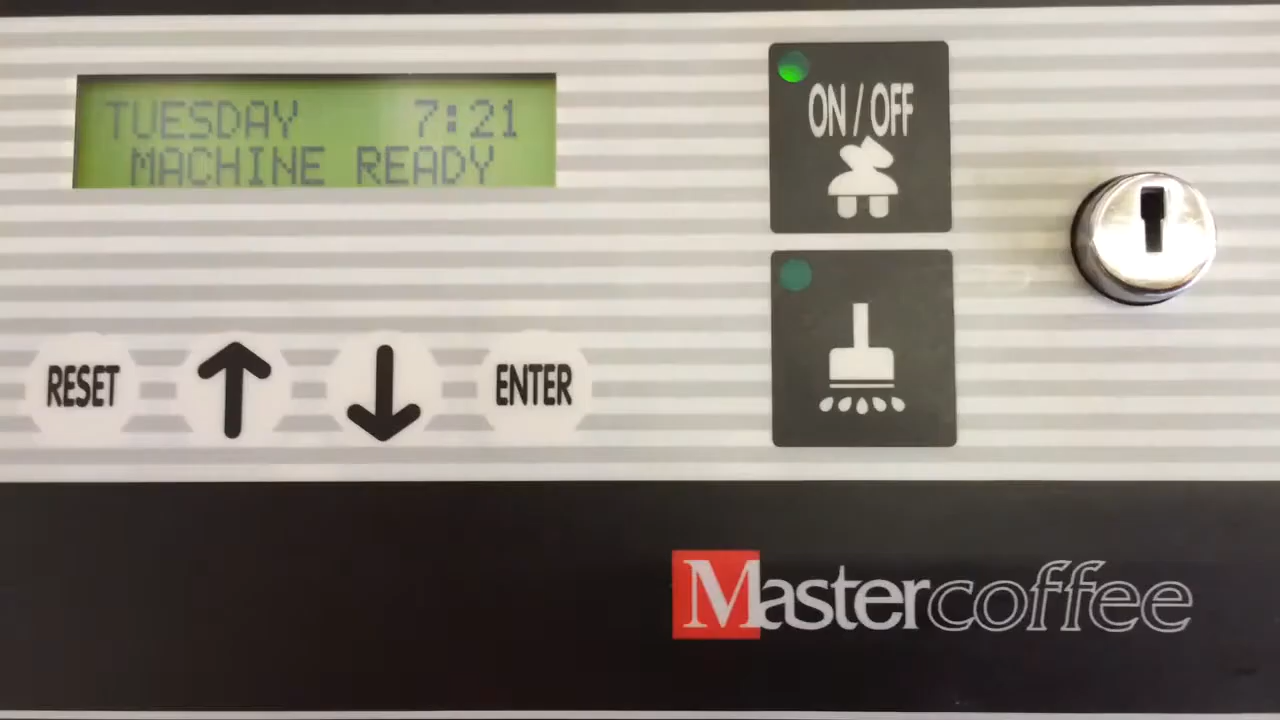 TUESDAY 7:21
MACHINE READY
ON / OFF
RESET
ENTER
Mastercoffee